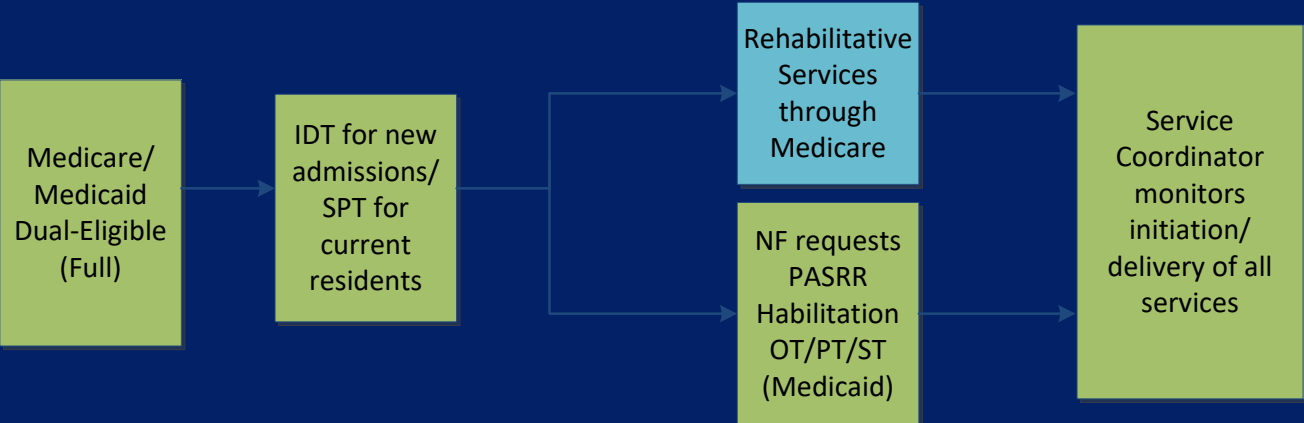 Medicare/
Medicaid
Dual-Eligible
(Full)
IDT for new
admissions/
SPT for
current
residents
Rehabilitative
Services
through
Medicare
NF requests
PASRR
Habilitation
OT/PT/ST
(Medicaid)
Service
Coordinator
monitors
initiation/
delivery of all
services